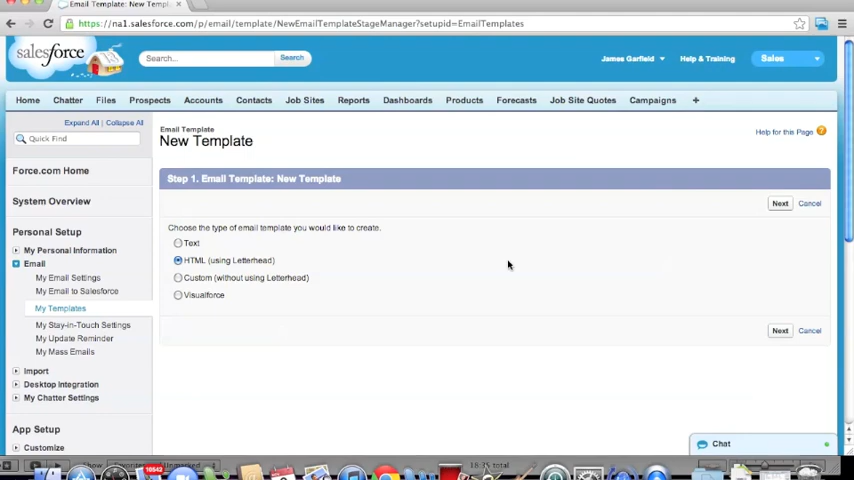 Email Template: New Templ
https://na1.salesforce.com/p/email/template/NewEmailTemplateStageManager?setupid=EmailTemplates
salesforce
Search...
Search
James Garfield
Help & Training
Sales
Home Chatter Files Prospects Accounts Contacts Job Sites Reports Dashboards Products Forecasts Job Site Quotes Campaigns +
Expand All | Collapse All
Quick Find
Force.com Home
System Overview
Personal Setup
My Personal Information
Email
My Email Settings
My Email to Salesforce
My Templates
My Stay-in-Touch Settings
My Update Reminder
My Mass Emails
Import
Desktop Integration
My Chatter Settings
App Setup
Customize
Email Template
New Template
Help for this Page
Step 1. Email Template: New Template
Next Cancel
Choose the type of email template you would like to create.
Text
HTML (using Letterhead)
Custom (without using Letterhead)
Visualforce
Next Cancel
Chat
Show
total